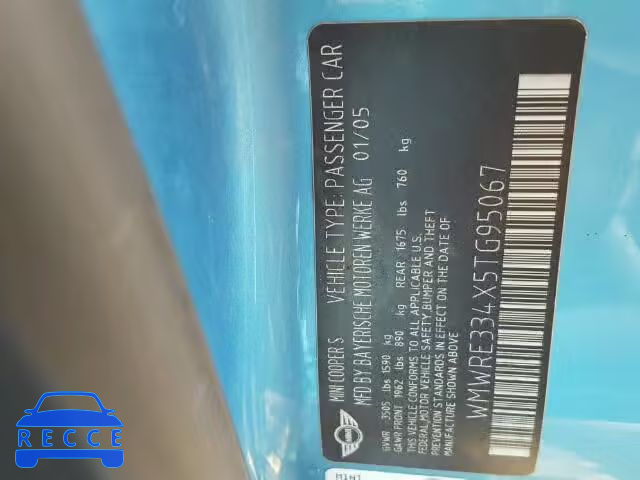 MINI COOPER S   VEHICLE TYPE: PASSENGER CAR
MFD BY BAYERISCHE MOTOREN WERKE AG   01/05
GVWR   3505 lbs 1590 kg
GAWR FRONT 1962 lbs 890 kg   REAR 1675 lbs 760 kg
THIS VEHICLE CONFORMS TO ALL APPLICABLE U.S.
FEDERAL MOTOR VEHICLE SAFETY, BUMPER AND THEFT
PREVENTION STANDARDS IN EFFECT ON THE DATE OF
MANUFACTURE SHOWN ABOVE
WMWRE334X5TG95067
RECCE